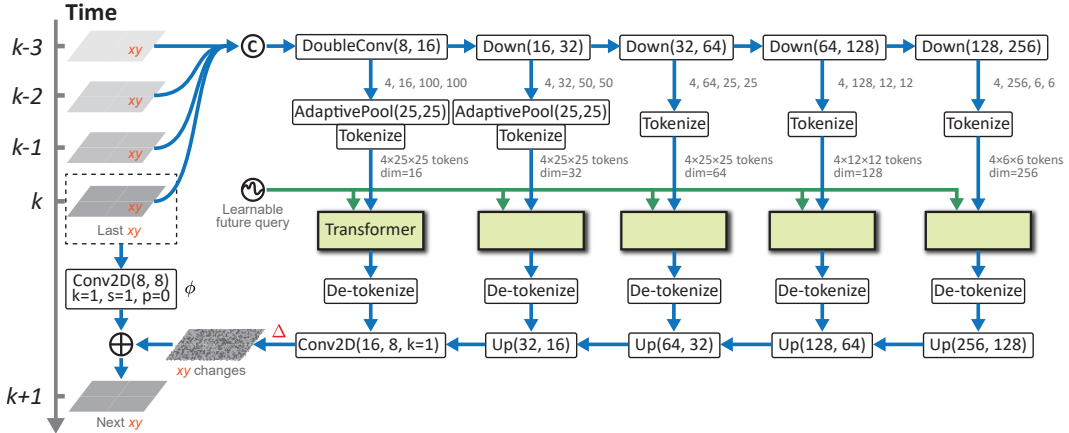 Time
k-3
xy
C
DoubleConv(8, 16)
Down(16, 32)
Down(32, 64)
Down(64, 128)
Down(128, 256)
4, 16, 100, 100
4, 32, 50, 50
4, 64, 25, 25
4, 128, 12, 12
4, 256, 6, 6
k-2
xy
AdaptivePool(25,25)
AdaptivePool(25,25)
Tokenize
Tokenize
Tokenize
Tokenize
Tokenize
k-1
xy
4×25×25 tokens
dim=16
4×25×25 tokens
dim=32
4×25×25 tokens
dim=64
4×12×12 tokens
dim=128
4×6×6 tokens
dim=256
k
xy
Last xy
Learnable
future query
Transformer
Conv2D(8, 8)
k=1, s=1, p=0
ϕ
De-tokenize
De-tokenize
De-tokenize
De-tokenize
De-tokenize
Δ
Conv2D(16, 8, k=1)
Up(32, 16)
Up(64, 32)
Up(128, 64)
Up(256, 128)
xy changes
k+1
Next xy